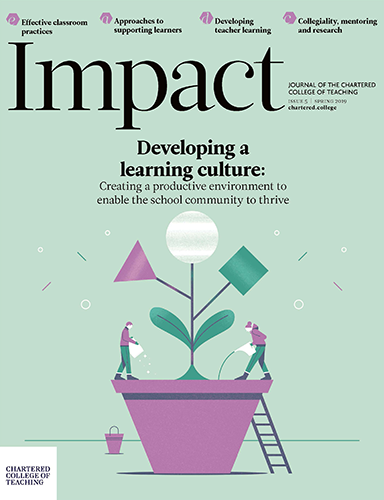 Effective classroom
practices
Approaches to
supporting learners
Developing
teacher learning
Collegiality, mentoring
and research
Impact
JOURNAL OF THE CHARTERED
COLLEGE OF TEACHING
ISSUE 5 | SPRING 2019
chartered.college
Developing a
learning culture:
Creating a productive environment to
enable the school community to thrive
CHARTERED
COLLEGE OF
TEACHING